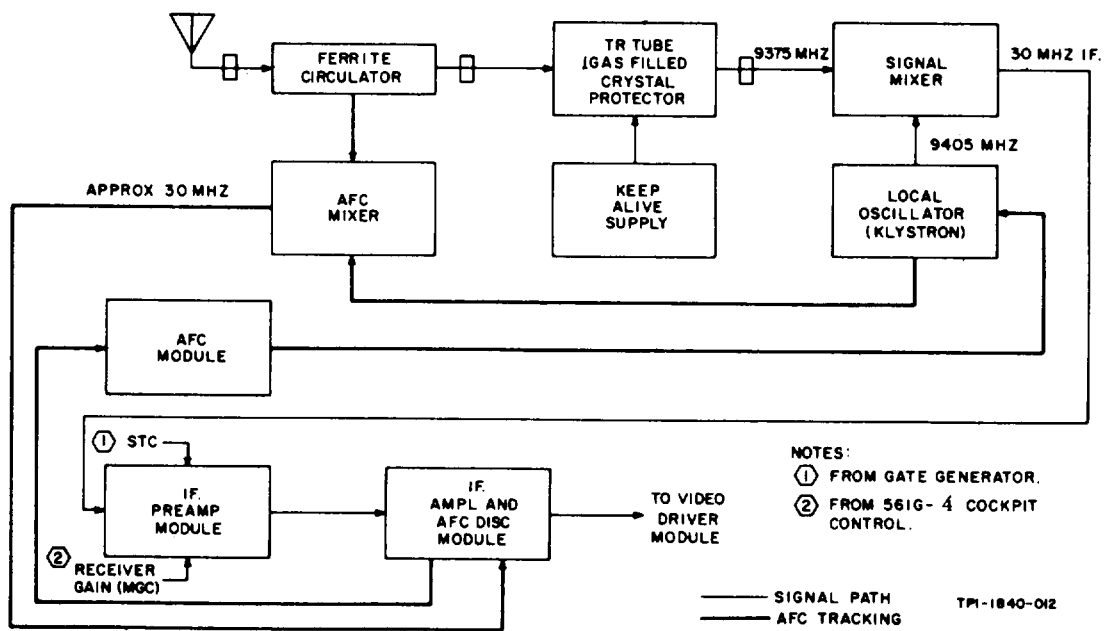 FERRITE
CIRCULATOR
TR TUBE
(GAS FILLED
CRYSTAL
PROTECTOR
9375 MHZ
SIGNAL
MIXER
30 MHZ I.F.
9405 MHZ
APPROX 30 MHZ
AFC
MIXER
KEEP
ALIVE
SUPPLY
LOCAL
OSCILLATOR
(KLYSTRON)
AFC
MODULE
1 STC
I.F.
PREAMP
MODULE
2 RECEIVER
GAIN (MGC)
I.F.
AMPL AND
AFC DISC
MODULE
TO VIDEO
DRIVER
MODULE
NOTES:
1 FROM GATE GENERATOR.
2 FROM 561G-4 COCKPIT
CONTROL.
SIGNAL PATH
AFC TRACKING
TPI-1840-012